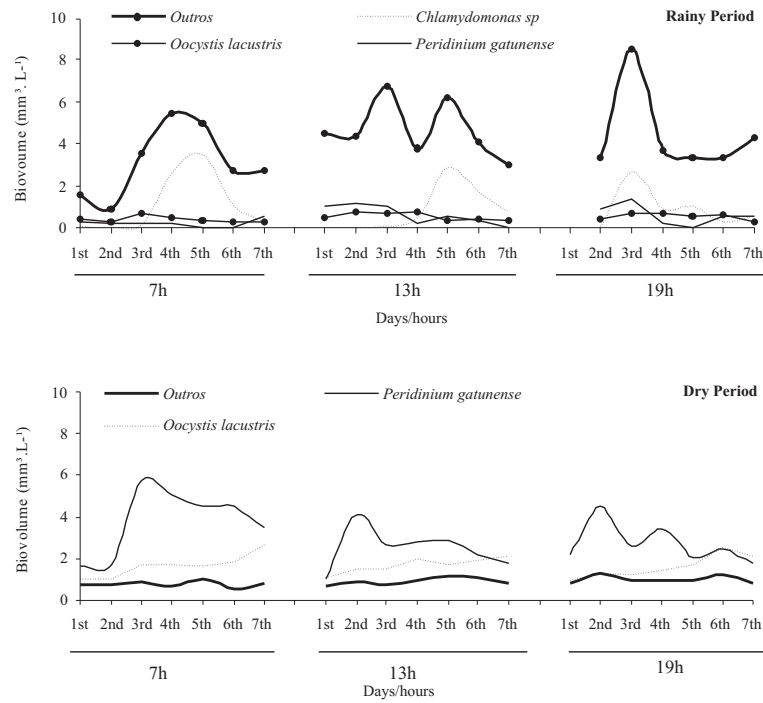 10
Outros
Chlamydomonas sp
Rainy Period
Oocystis lacustris
Peridinium gatunense
8
6
4
2
0
Biovoume (mm³. L-¹)
1st 2nd 3rd 4th 5th 6th 7th 1st 2nd 3rd 4th 5th 6th 7th 1st 2nd 3rd 4th 5th 6th 7th
7h 13h 19h
Days/hours
10
Outros
Peridinium gatunense
Dry Period
Oocystis lacustris
8
6
4
2
0
Biovolume (mm³.L-¹)
1st 2nd 3rd 4th 5th 6th 7th 1st 2nd 3rd 4th 5th 6th 7th 1st 2nd 3rd 4th 5th 6th 7th
7h 13h 19h
Days/hours